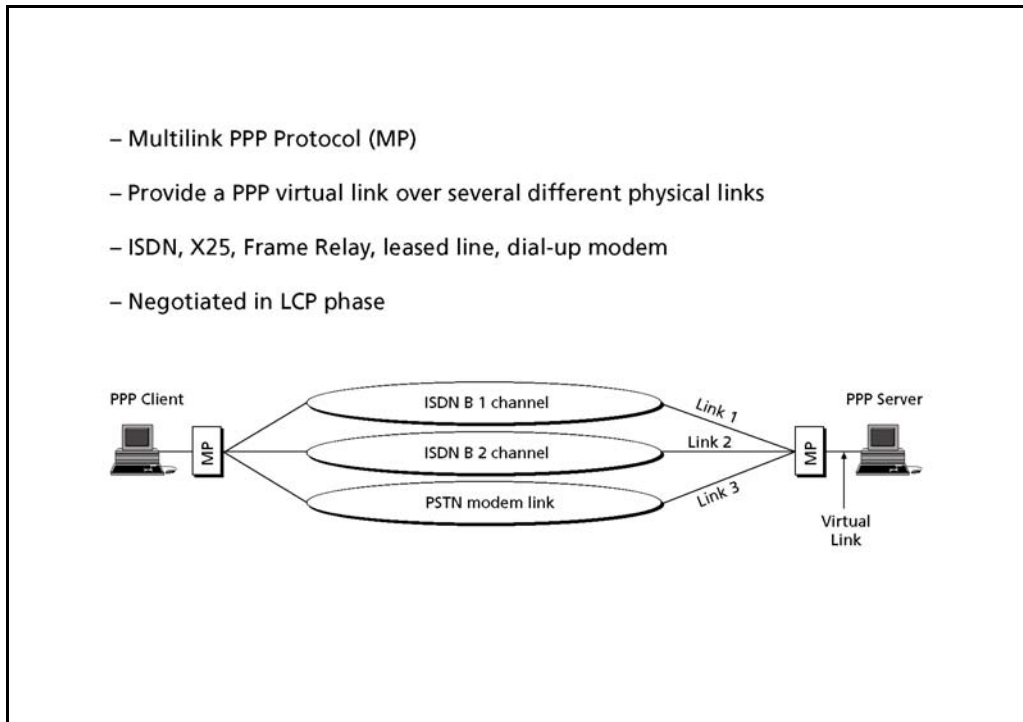 – Multilink PPP Protocol (MP)
– Provide a PPP virtual link over several different physical links
– ISDN, X25, Frame Relay, leased line, dial-up modem
– Negotiated in LCP phase
PPP Client
MP
ISDN B 1 channel
ISDN B 2 channel
PSTN modem link
Link 1
Link 2
Link 3
MP
PPP Server
Virtual
Link